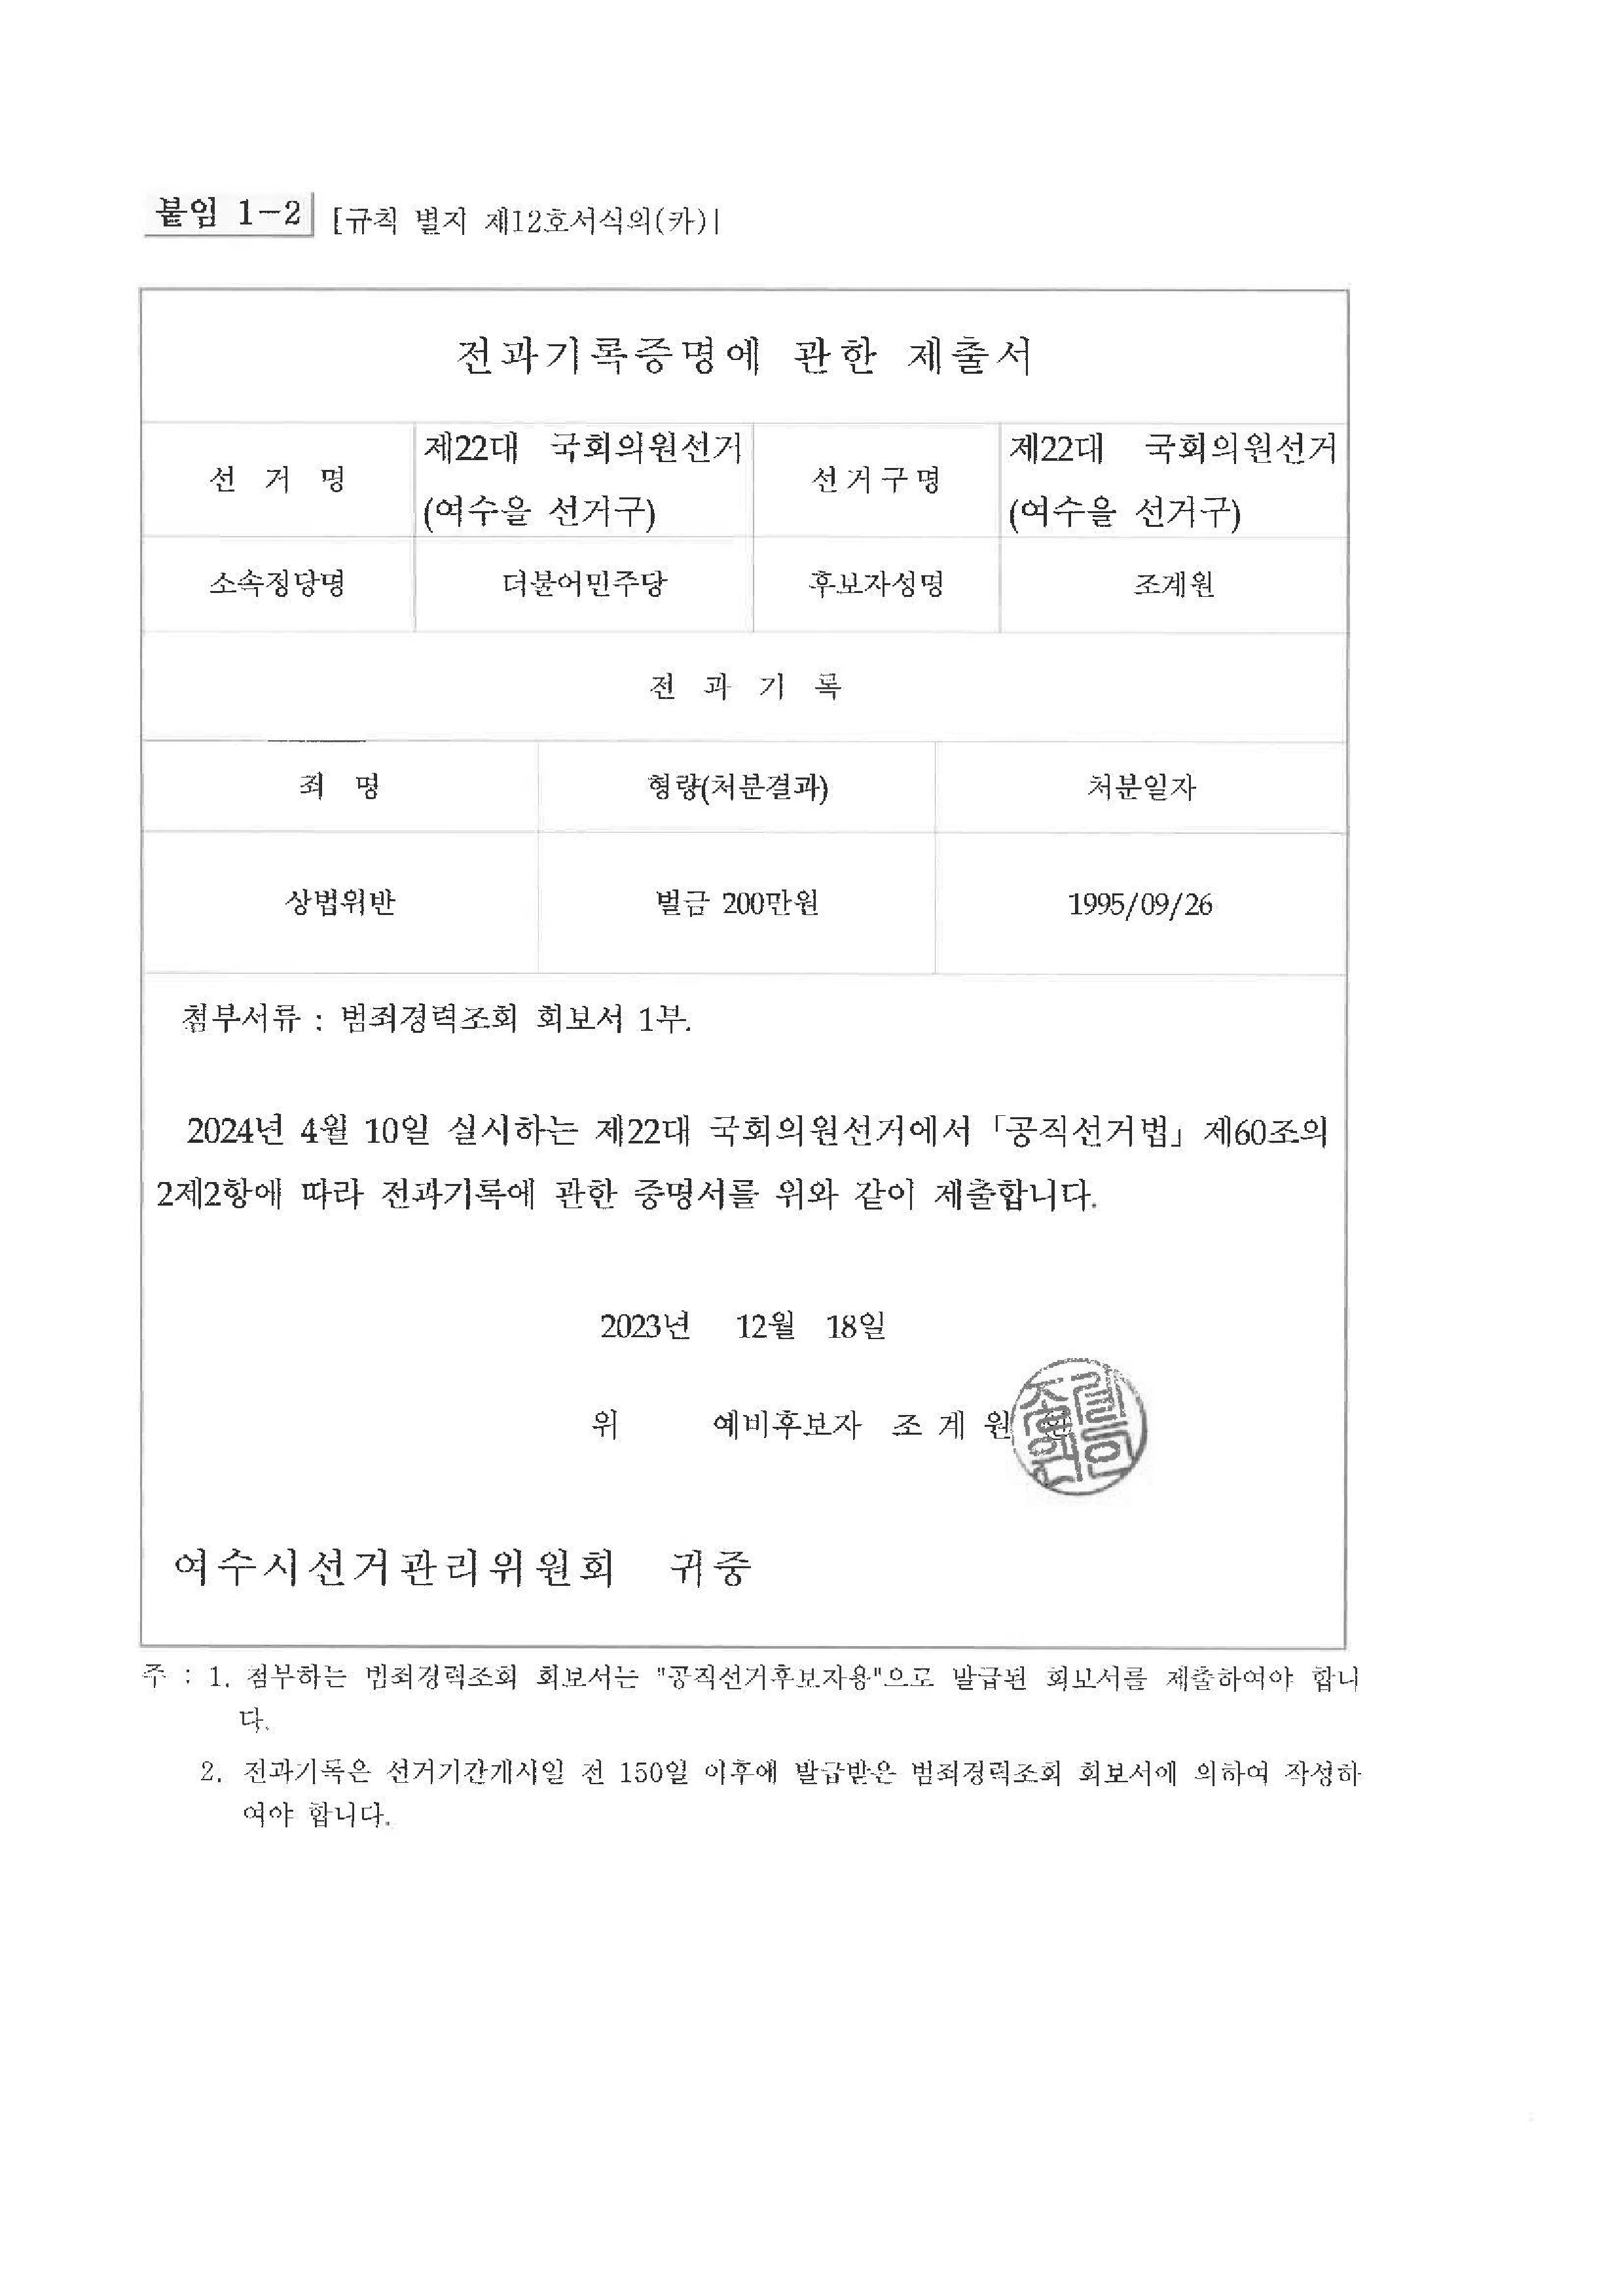 붙임 1-2 [규칙 별지 제12호서식의(카)]
전과기록증명에 관한 제출서
선 거 명
제22대 국회의원선거
(여수을 선거구)
선거구명
제22대 국회의원선거
(여수을 선거구)
소속정당명 더불어민주당 후보자성명 조계원
전 과 기 록
죄 명 형량(처분결과) 처분일자
상법위반 벌금 200만원 1995/09/26
첨부서류 : 범죄경력조회 회보서 1부.
2024년 4월 10일 실시하는 제22대 국회의원선거에서「공직선거법」제60조의
2제2항에 따라 전과기록에 관한 증명서를 위와 같이 제출합니다.
2023년 12월 18일
위 예비후보자 조 계 원
여수시선거관리위원회 귀중
주 : 1. 첨부하는 범죄경력조회 회보서는 "공직선거후보자용"으로 발급된 회보서를 제출하여야 합니
다.
2. 전과기록은 선거기간개시일 전 150일 이후에 발급받은 범죄경력조회 회보서에 의하여 작성하
여야 합니다.